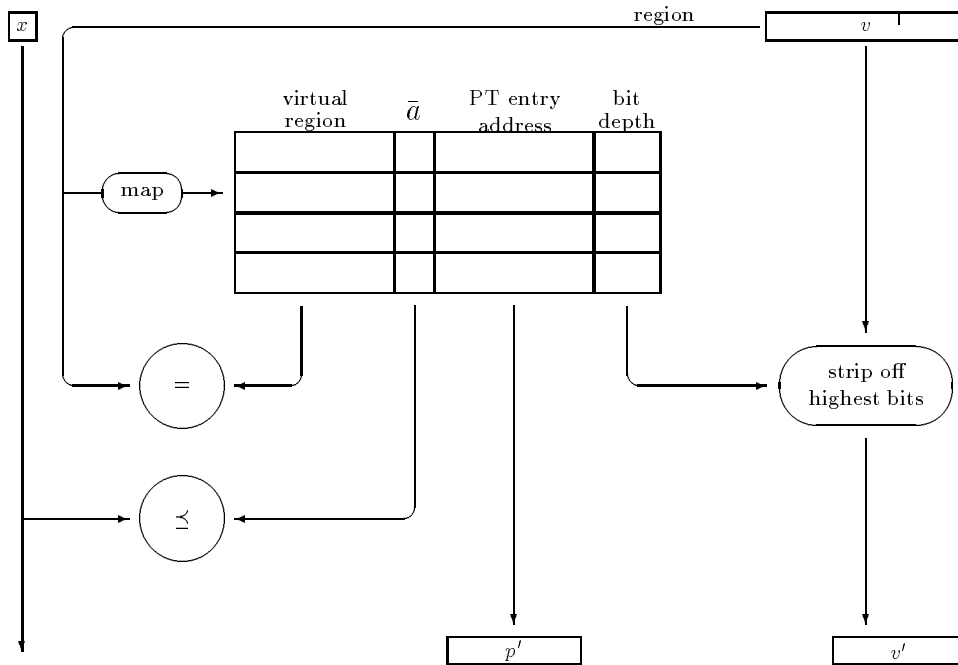 x
region
v
virtual
region
ā
PT entry
address
bit
depth
map
=
strip off
highest bits
⪯
p′
v′